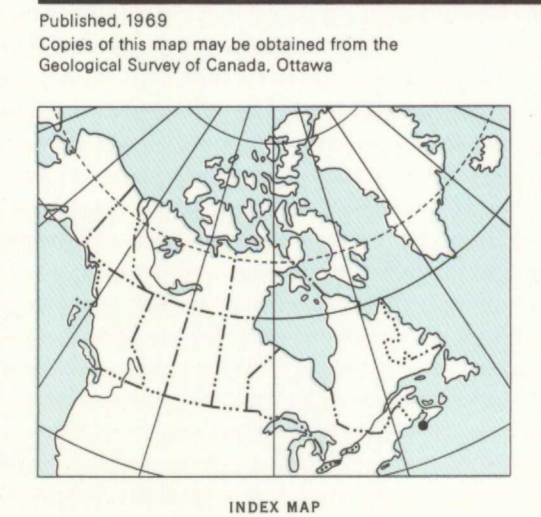 Published, 1969
Copies of this map may be obtained from the
Geological Survey of Canada, Ottawa
INDEX MAP